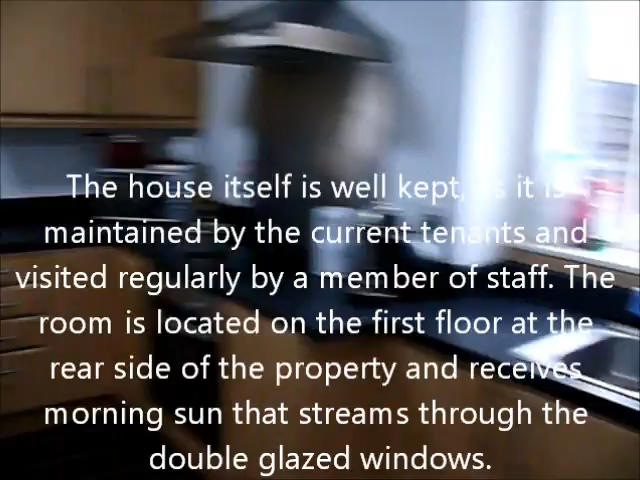 The house itself is well kept, as it is
maintained by the current tenants and
visited regularly by a member of staff. The
room is located on the first floor at the
rear side of the property and receives
morning sun that streams through the
double glazed windows.